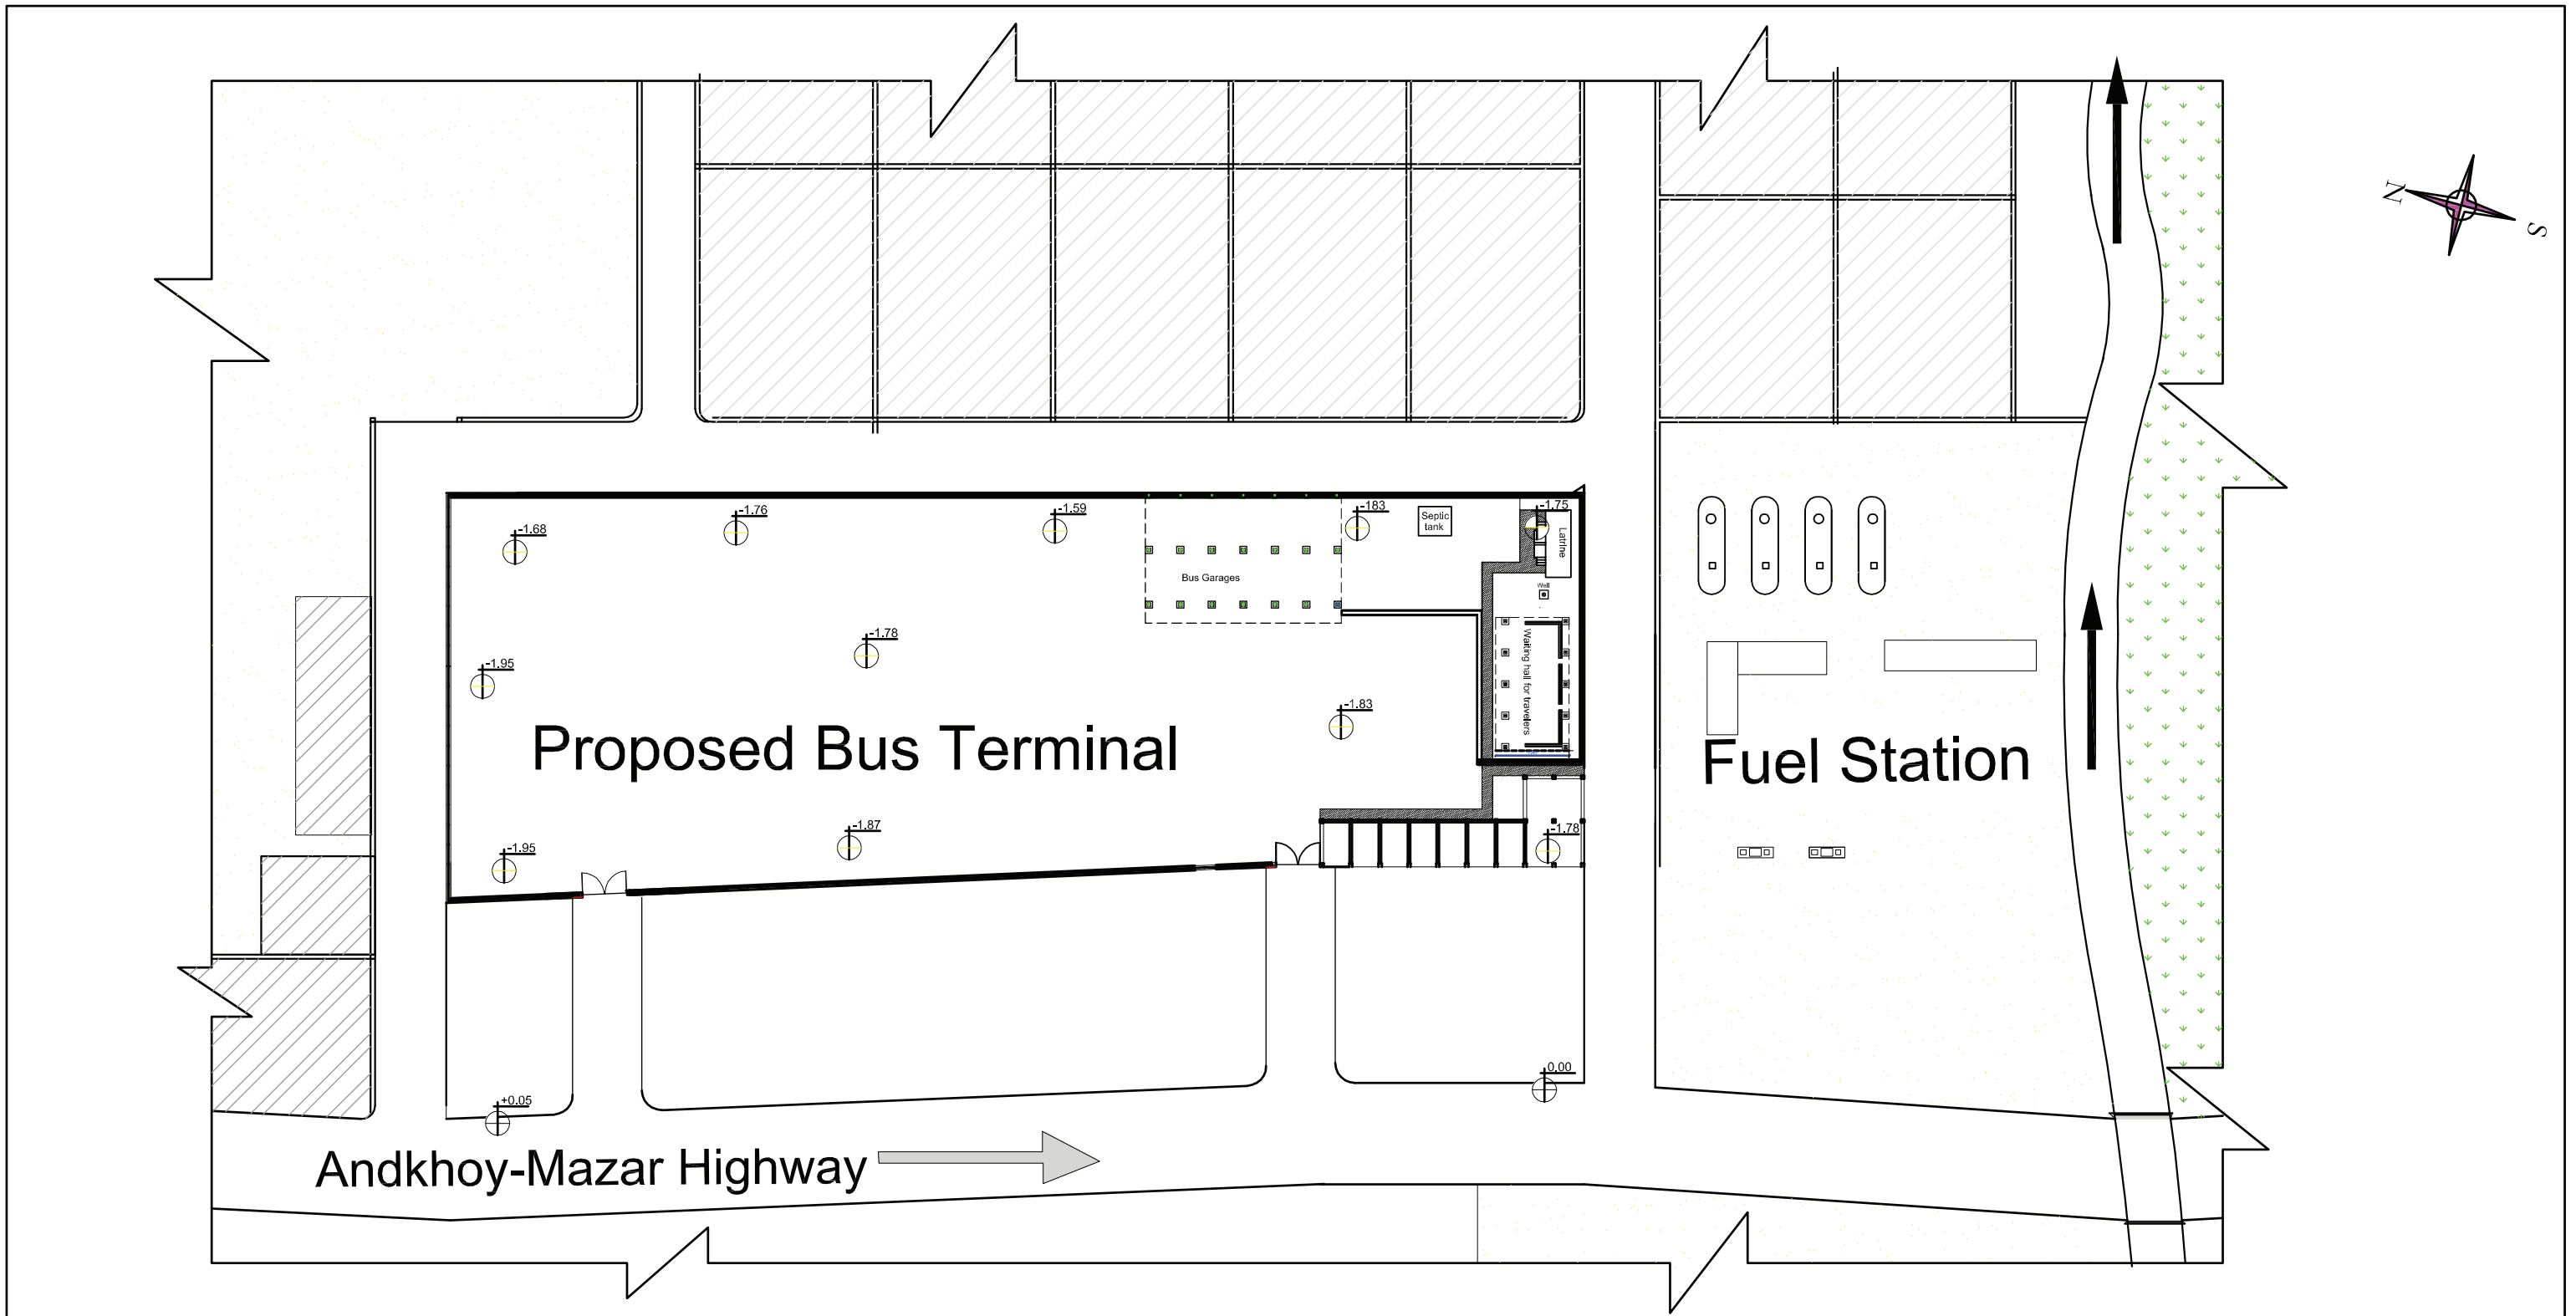 N
S
-1.68
-1.76
-1.59
-183
Septic
tank
-1.75
Latrine
Bus Garages
Well
-1.78
-1.95
Waiting hall for travelers
-1.83
Proposed Bus Terminal
Fuel Station
-1.87
-1.78
-1.95
0.00
+0.05
Andkhoy-Mazar Highway